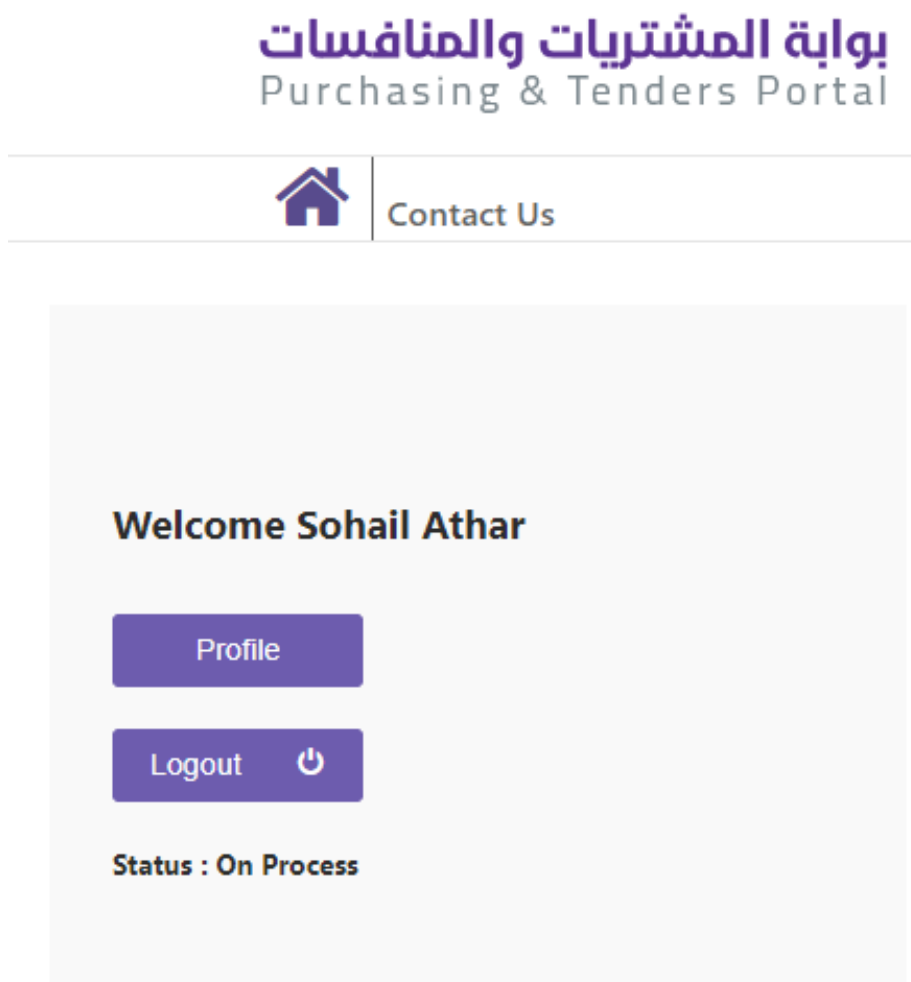 بوابة المشتريات والمنافسات
Purchasing & Tenders Portal
Contact Us
Welcome Sohail Athar
Profile
Logout
Status : On Process